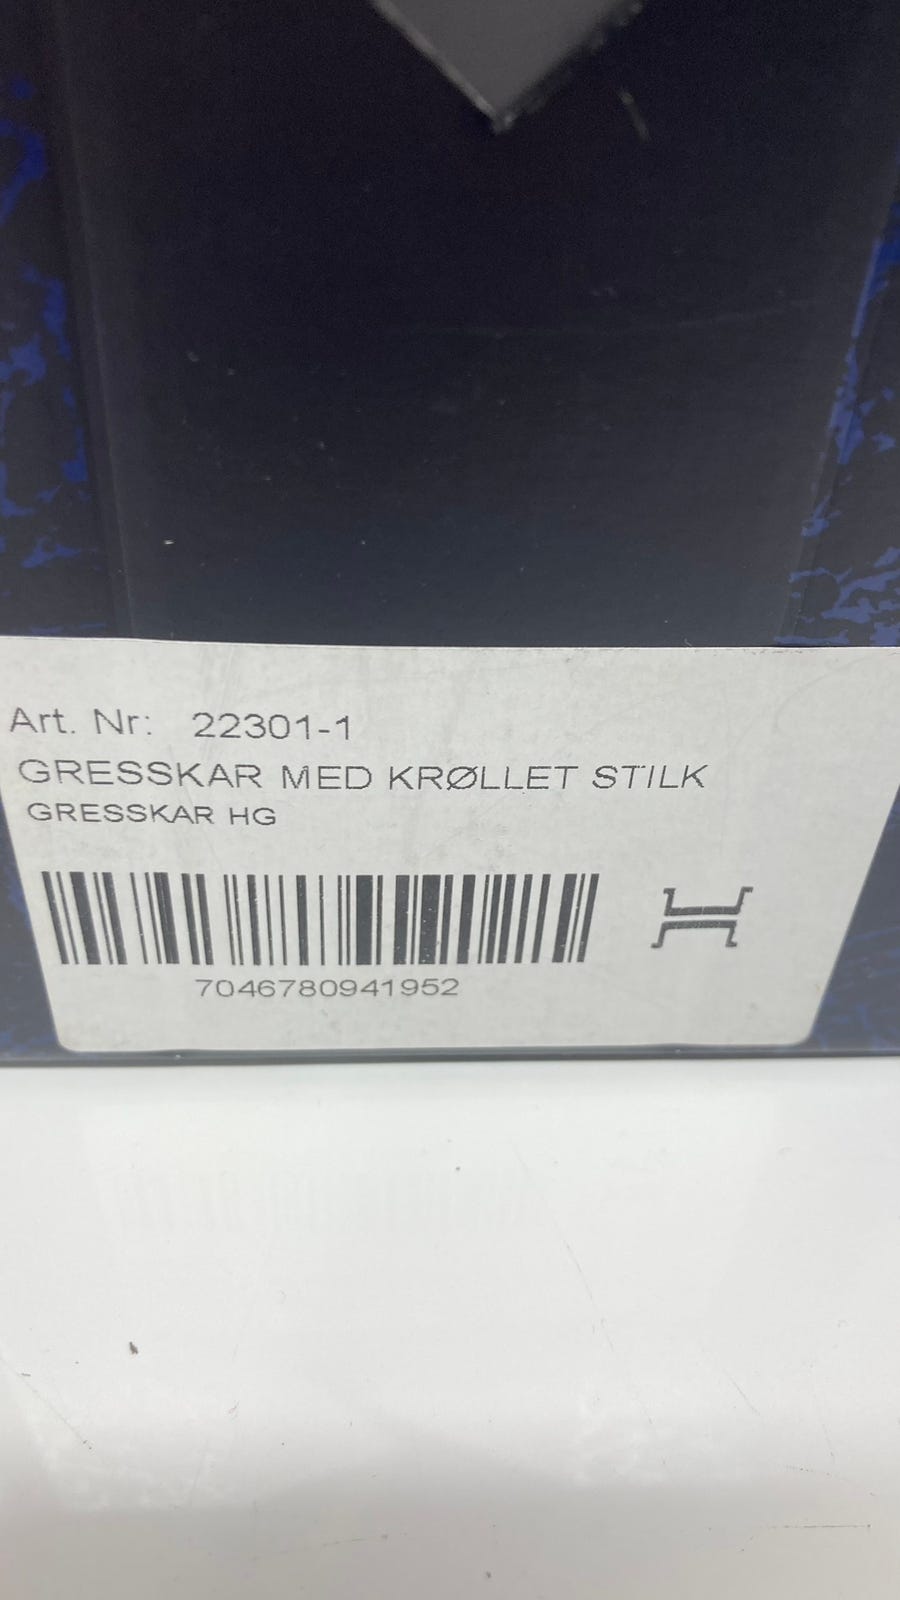 Art. Nr: 22301-1
GRESSKAR MED KRØLLET STILK
GRESSKAR HG
7046780941952